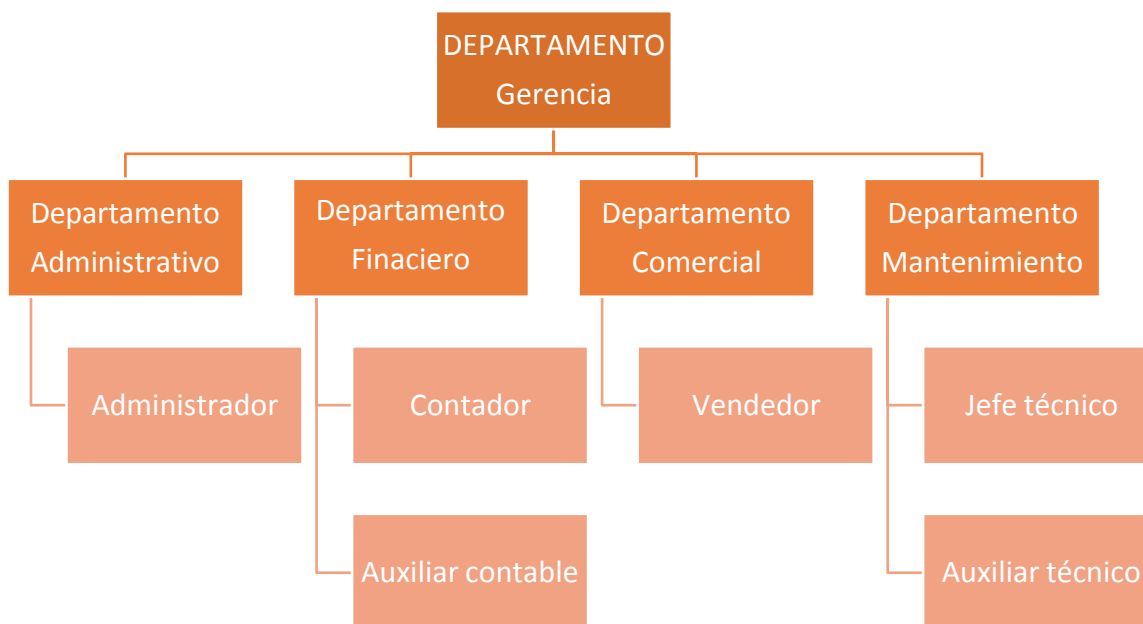 DEPARTAMENTO
Gerencia
Departamento
Administrativo
Departamento
Finaciero
Departamento
Comercial
Departamento
Mantenimiento
Administrador
Contador
Vendedor
Jefe técnico
Auxiliar contable
Auxiliar técnico